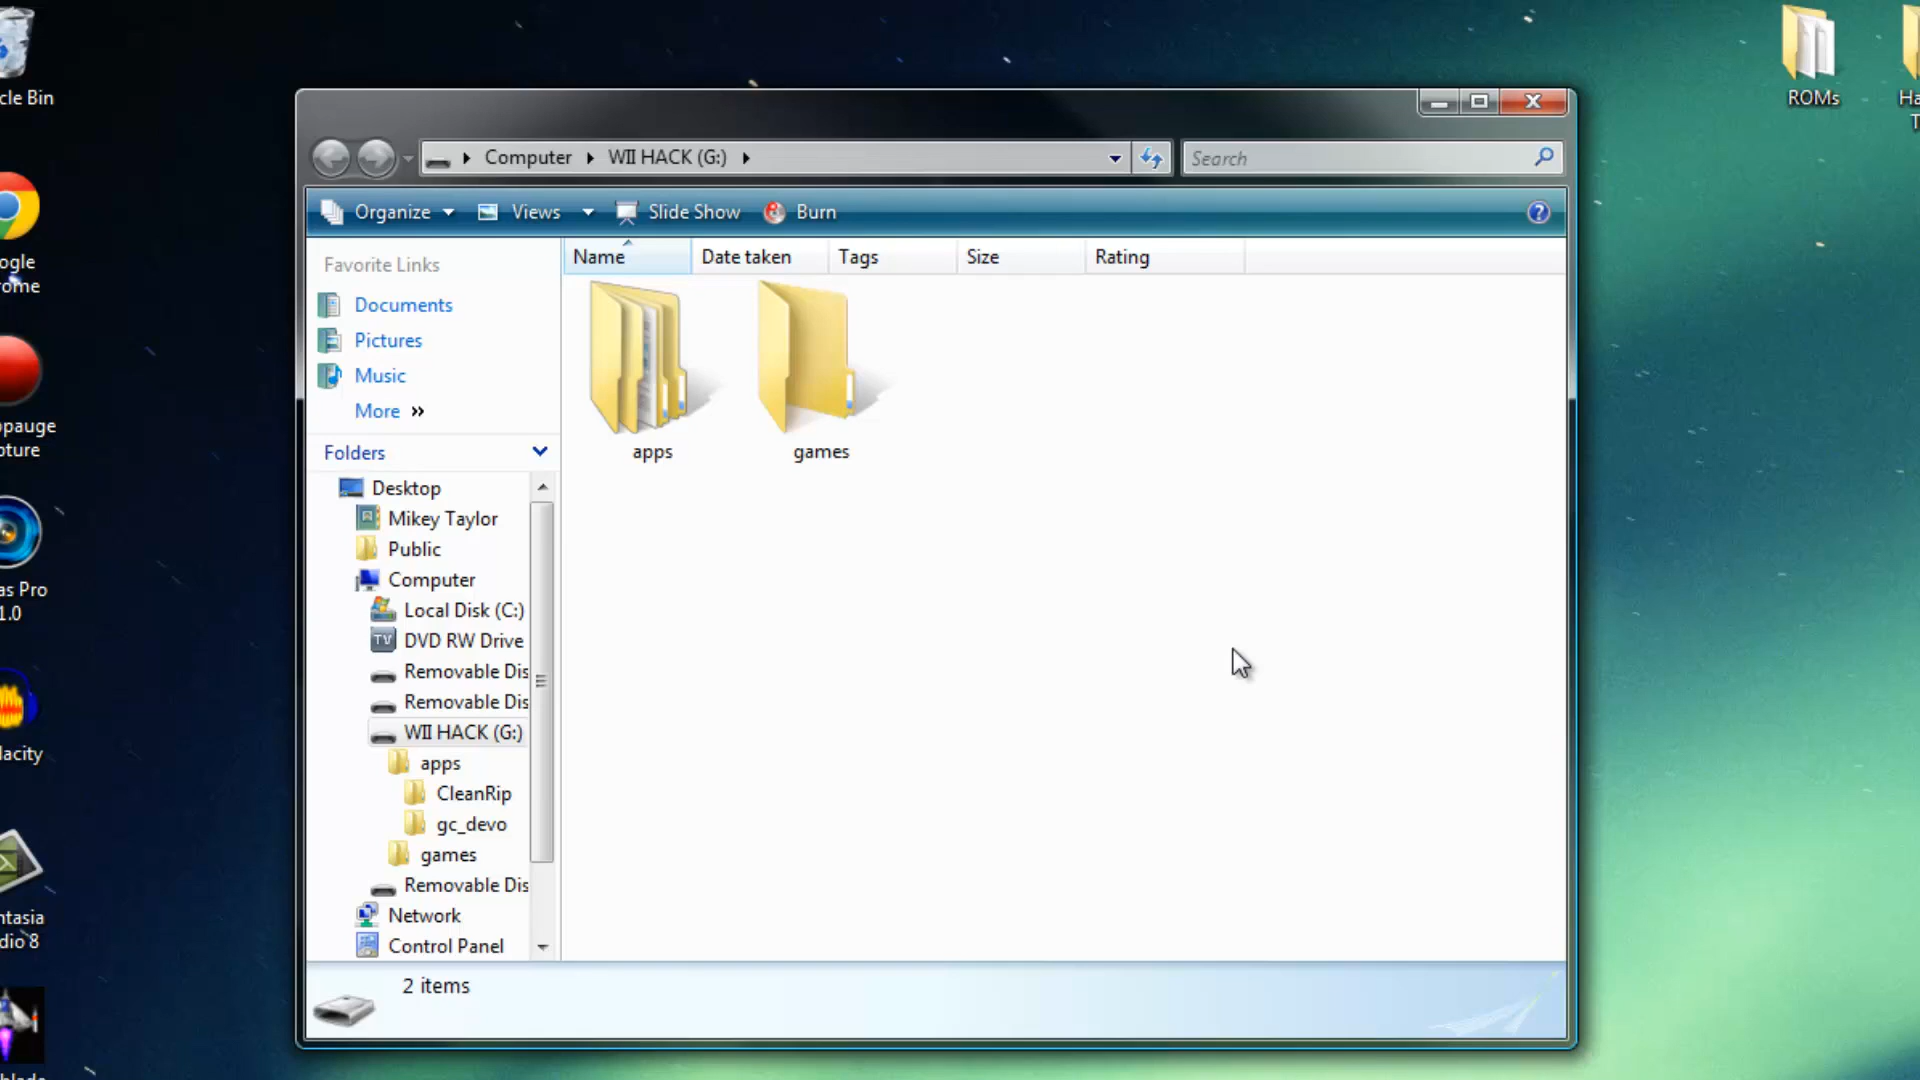 cle Bin
ROMs
Ha
T
Computer
WII HACK (G:)
Search
Organize
Views
Slide Show
Burn
ogle
ome
Favorite Links
Name
Date taken
Tags
Size
Rating
Documents
Pictures
Music
More »
pauge
oture
apps
games
Folders
Desktop
Mikey Taylor
Public
Computer
Local Disk (C:)
DVD RW Drive
Removable Dis
Removable Dis
WII HACK (G:)
apps
CleanRip
gc_devo
games
Removable Dis
Network
Control Panel
as Pro
1.0
lacity
ntasia
dio 8
2 items